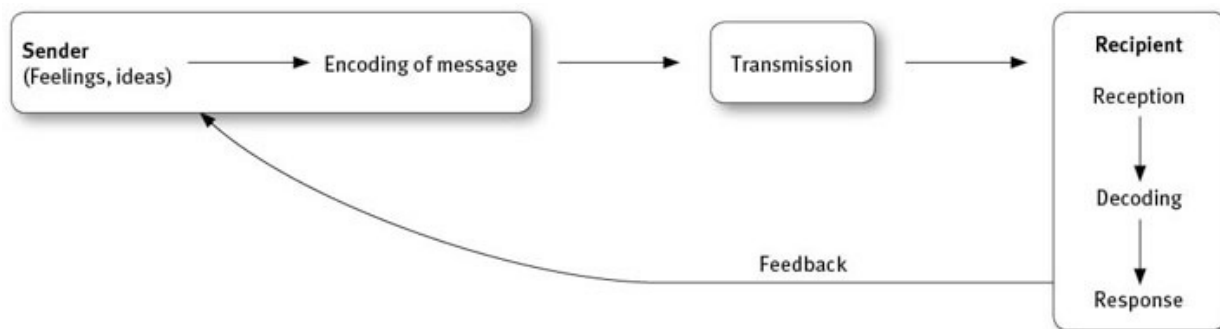 Sender
(Feelings, ideas)
Encoding of message
Transmission
Recipient
Reception
Decoding
Response
Feedback